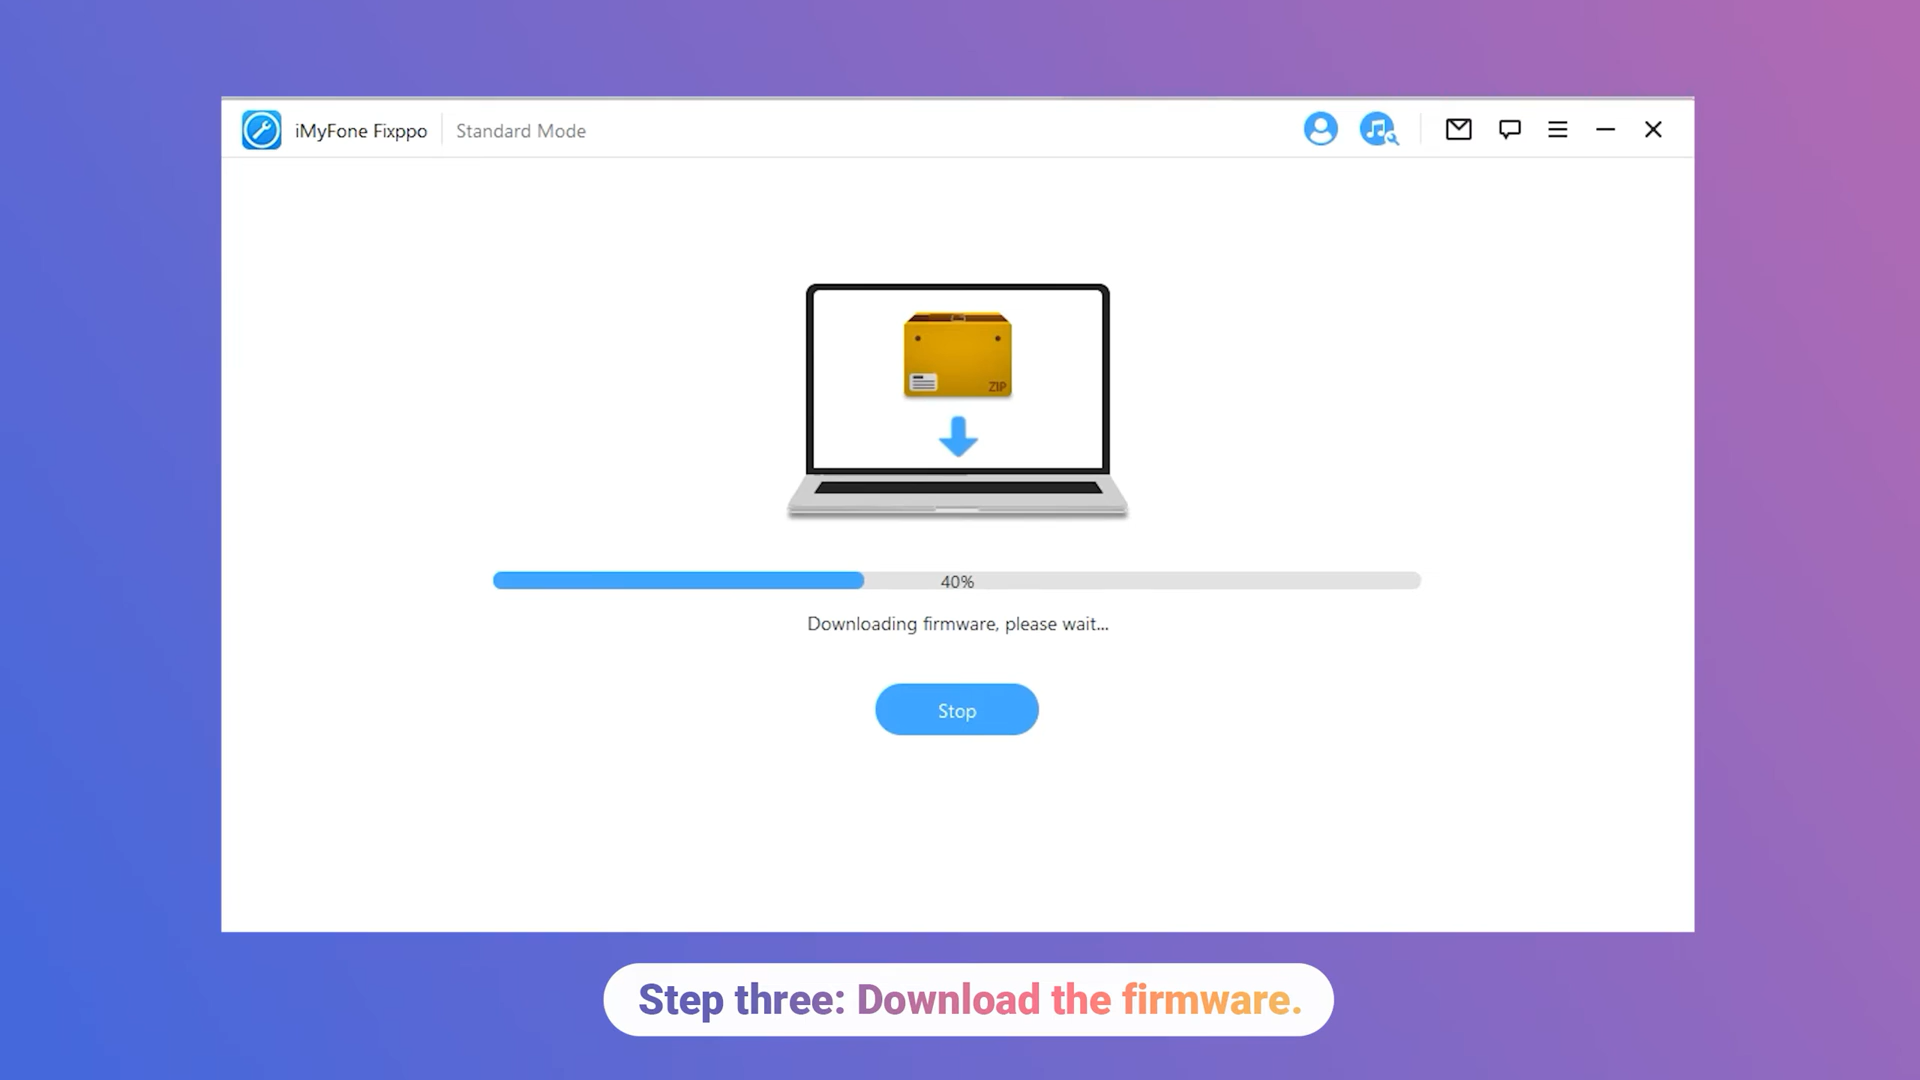 iMyFone Fixppo
Standard Mode
ZIP
40%
Downloading firmware, please wait...
Stop
Step three: Download the firmware.